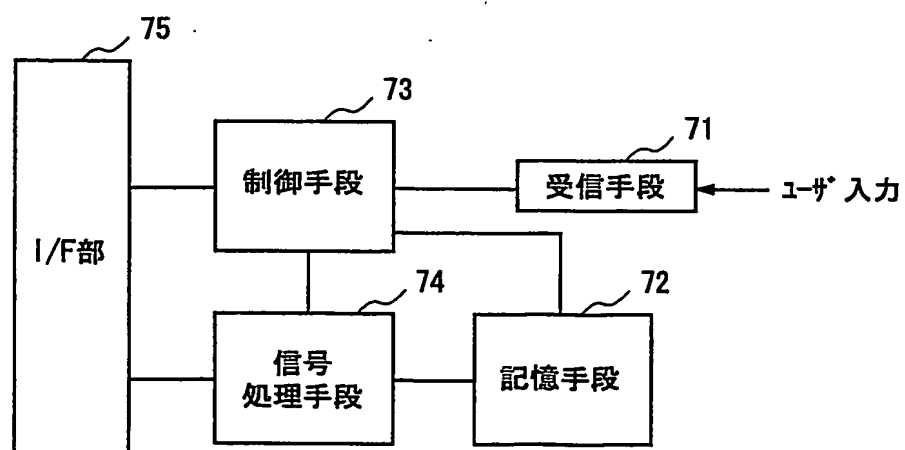 75
73
71
制御手段
受信手段
ﾕｰｻﾞ入力
I/F部
74
72
信号
処理手段
記憶手段